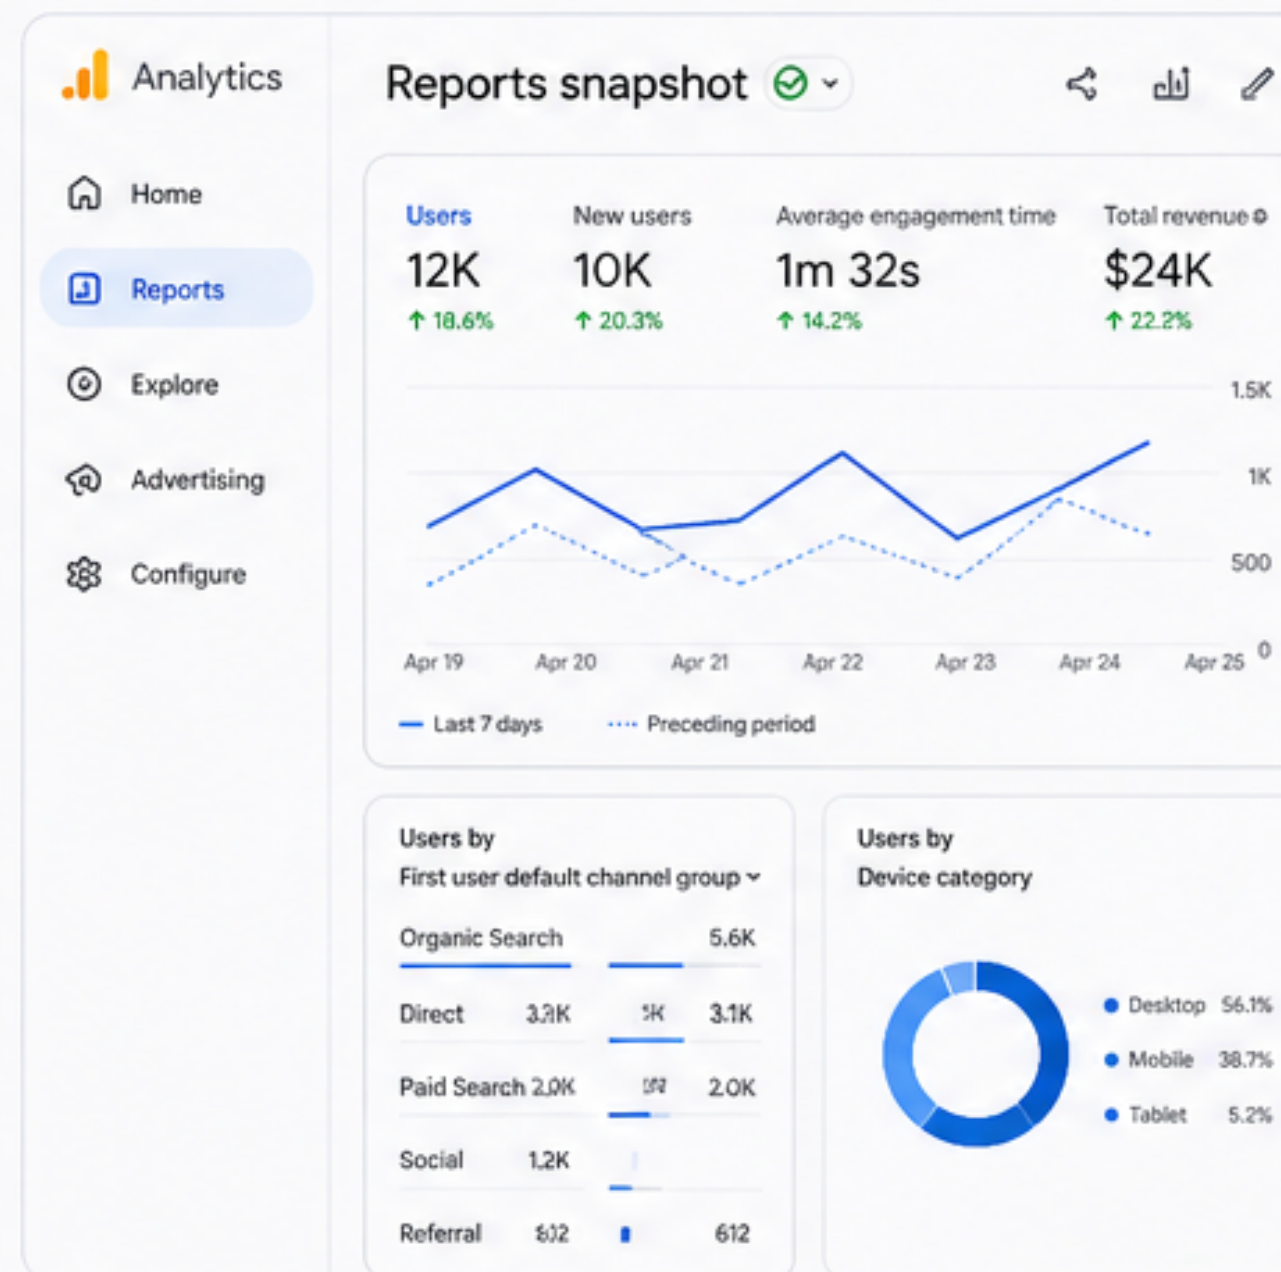 Analytics
Home
Reports
Explore
Advertising
Configure
Reports snapshot
Users New users Average engagement time Total revenue
12K 10K 1m 32s $24K
↑ 18.6% ↑ 20.3% ↑ 14.2% ↑ 22.2%
1.5K
1K
500
0
Apr 19 Apr 20 Apr 21 Apr 22 Apr 23 Apr 24 Apr 25
Last 7 days Preceding period
Users by
First user default channel group
Organic Search 5.6K
Direct 3.1K
Paid Search 2.0K 2.0K
Social 1.2K
Referral 612
Users by
Device category
Desktop 56.1%
Mobile 38.7%
Tablet 5.2%